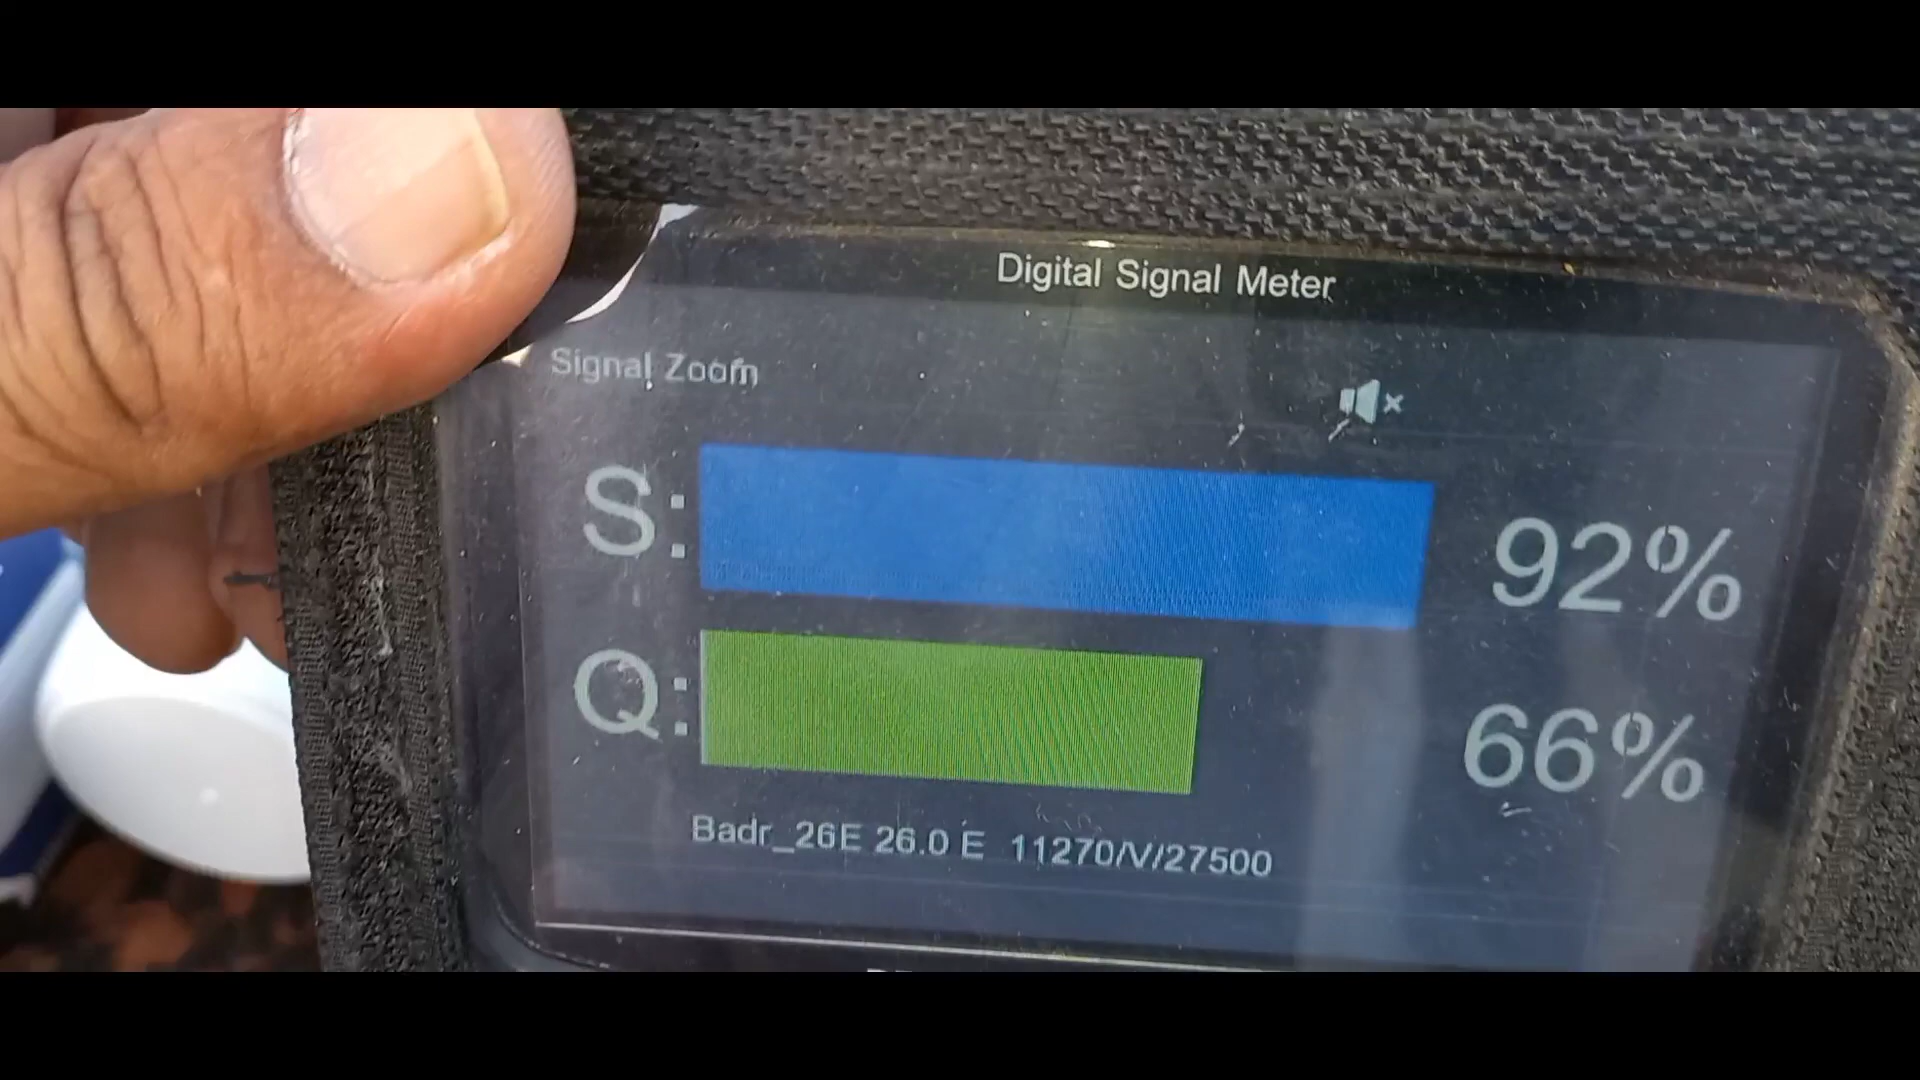 Digital Signal Meter
Signal Zoom
S: 92%
Q: 66%
Badr_26E 26.0 E 11270/V/27500